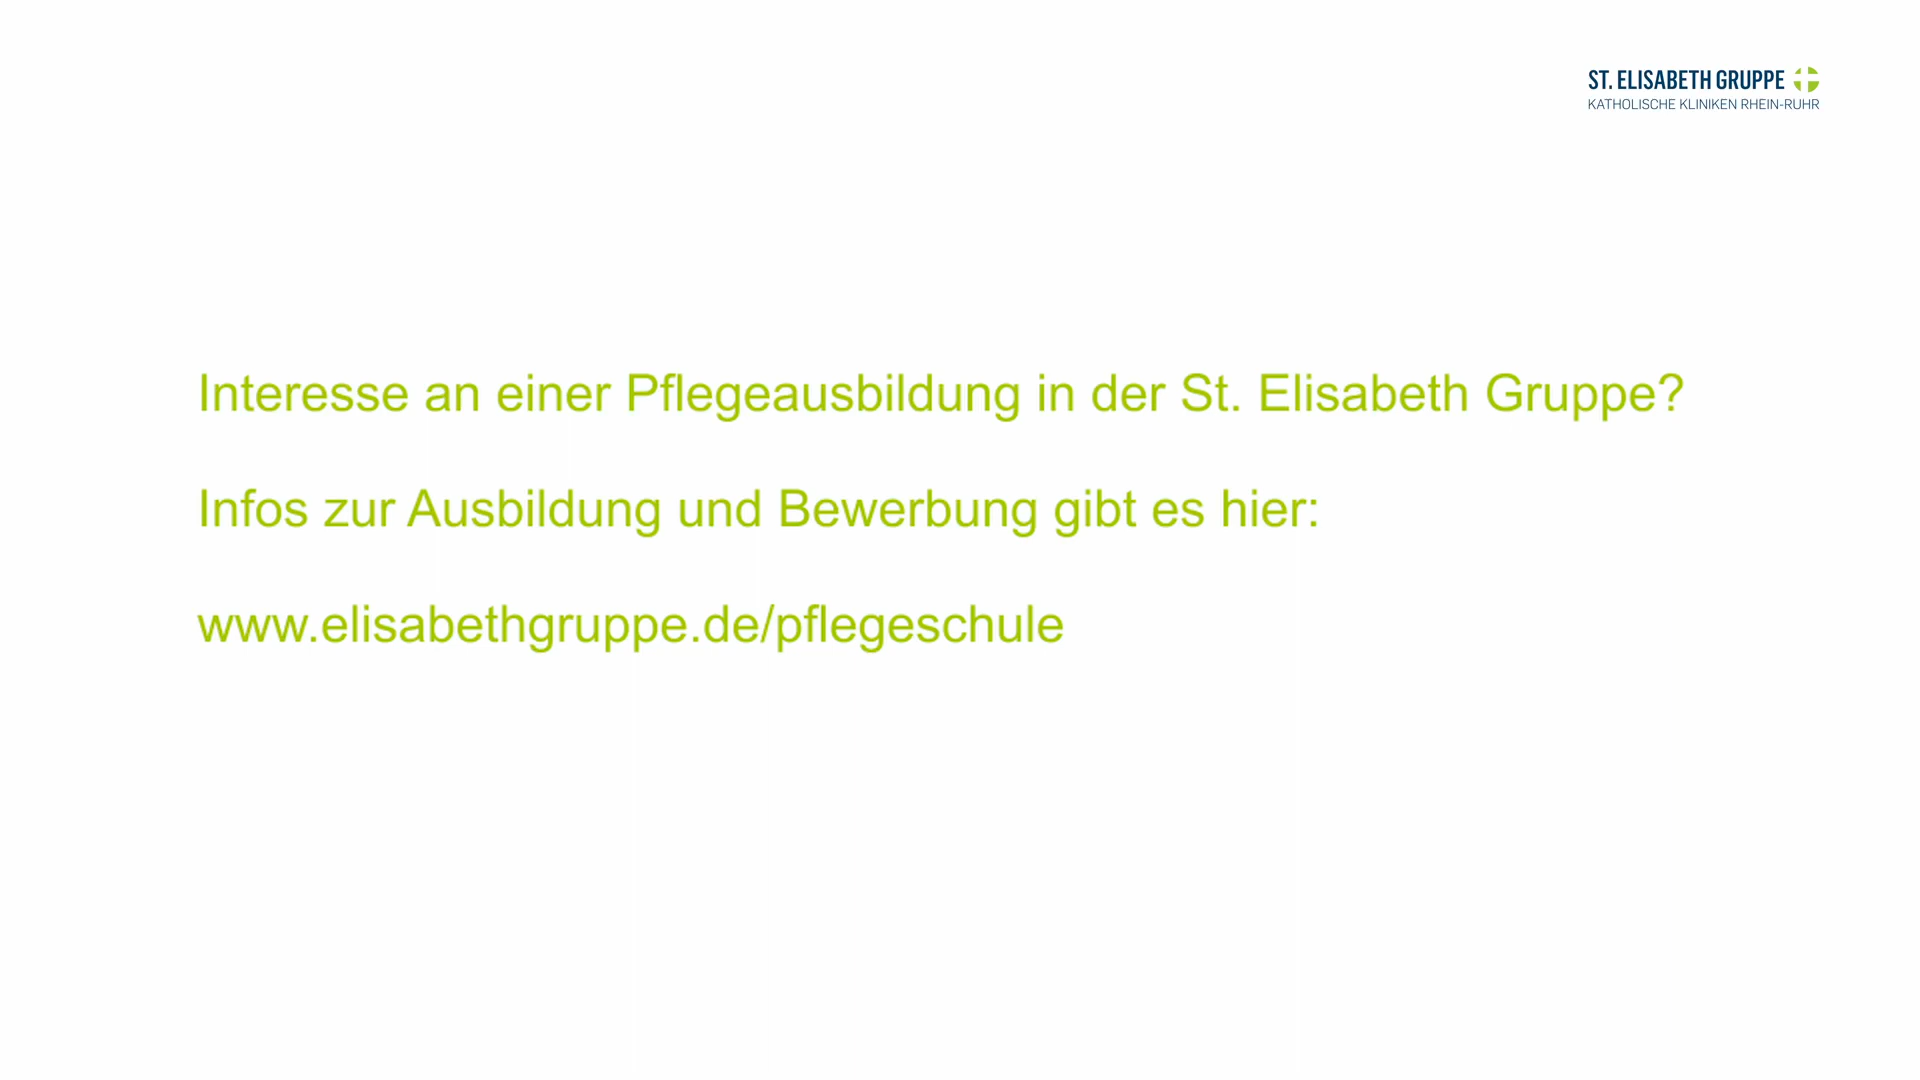 ST. ELISABETH GRUPPE
KATHOLISCHE KLINIKEN RHEIN-RUHR
Interesse an einer Pflegeausbildung in der St. Elisabeth Gruppe?
Infos zur Ausbildung und Bewerbung gibt es hier:
www.elisabethgruppe.de/pflegeschule